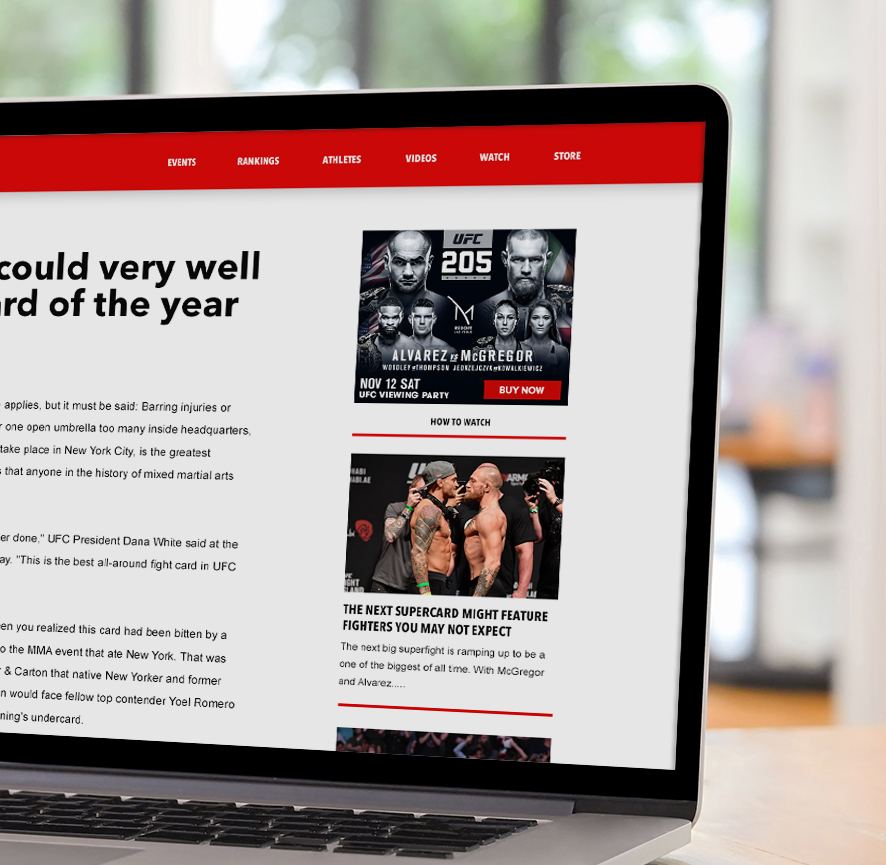 EVENTS RANKINGS ATHLETES VIDEOS WATCH STORE
could very well
ard of the year
applies, but it must be said: Barring injuries or
r one open umbrella too many inside headquarters,
take place in New York City, is the greatest
s that anyone in the history of mixed martial arts
er done," UFC President Dana White said at the
ay. "This is the best all-around fight card in UFC
en you realized this card had been bitten by a
o the MMA event that ate New York. That was
& Carton that native New Yorker and former
n would face fellow top contender Yoel Romero
ning's undercard.
UFC
205
RESORT
ALVAREZ vs McGREGOR
WOODLEY vs THOMPSON JEDRZEJCZYK vs KOWALKIEWICZ
NOV 12 SAT
UFC VIEWING PARTY
BUY NOW
HOW TO WATCH
THE NEXT SUPERCARD MIGHT FEATURE
FIGHTERS YOU MAY NOT EXPECT
The next big superfight is ramping up to be a
one of the biggest of all time. With McGregor
and Alvarez.....